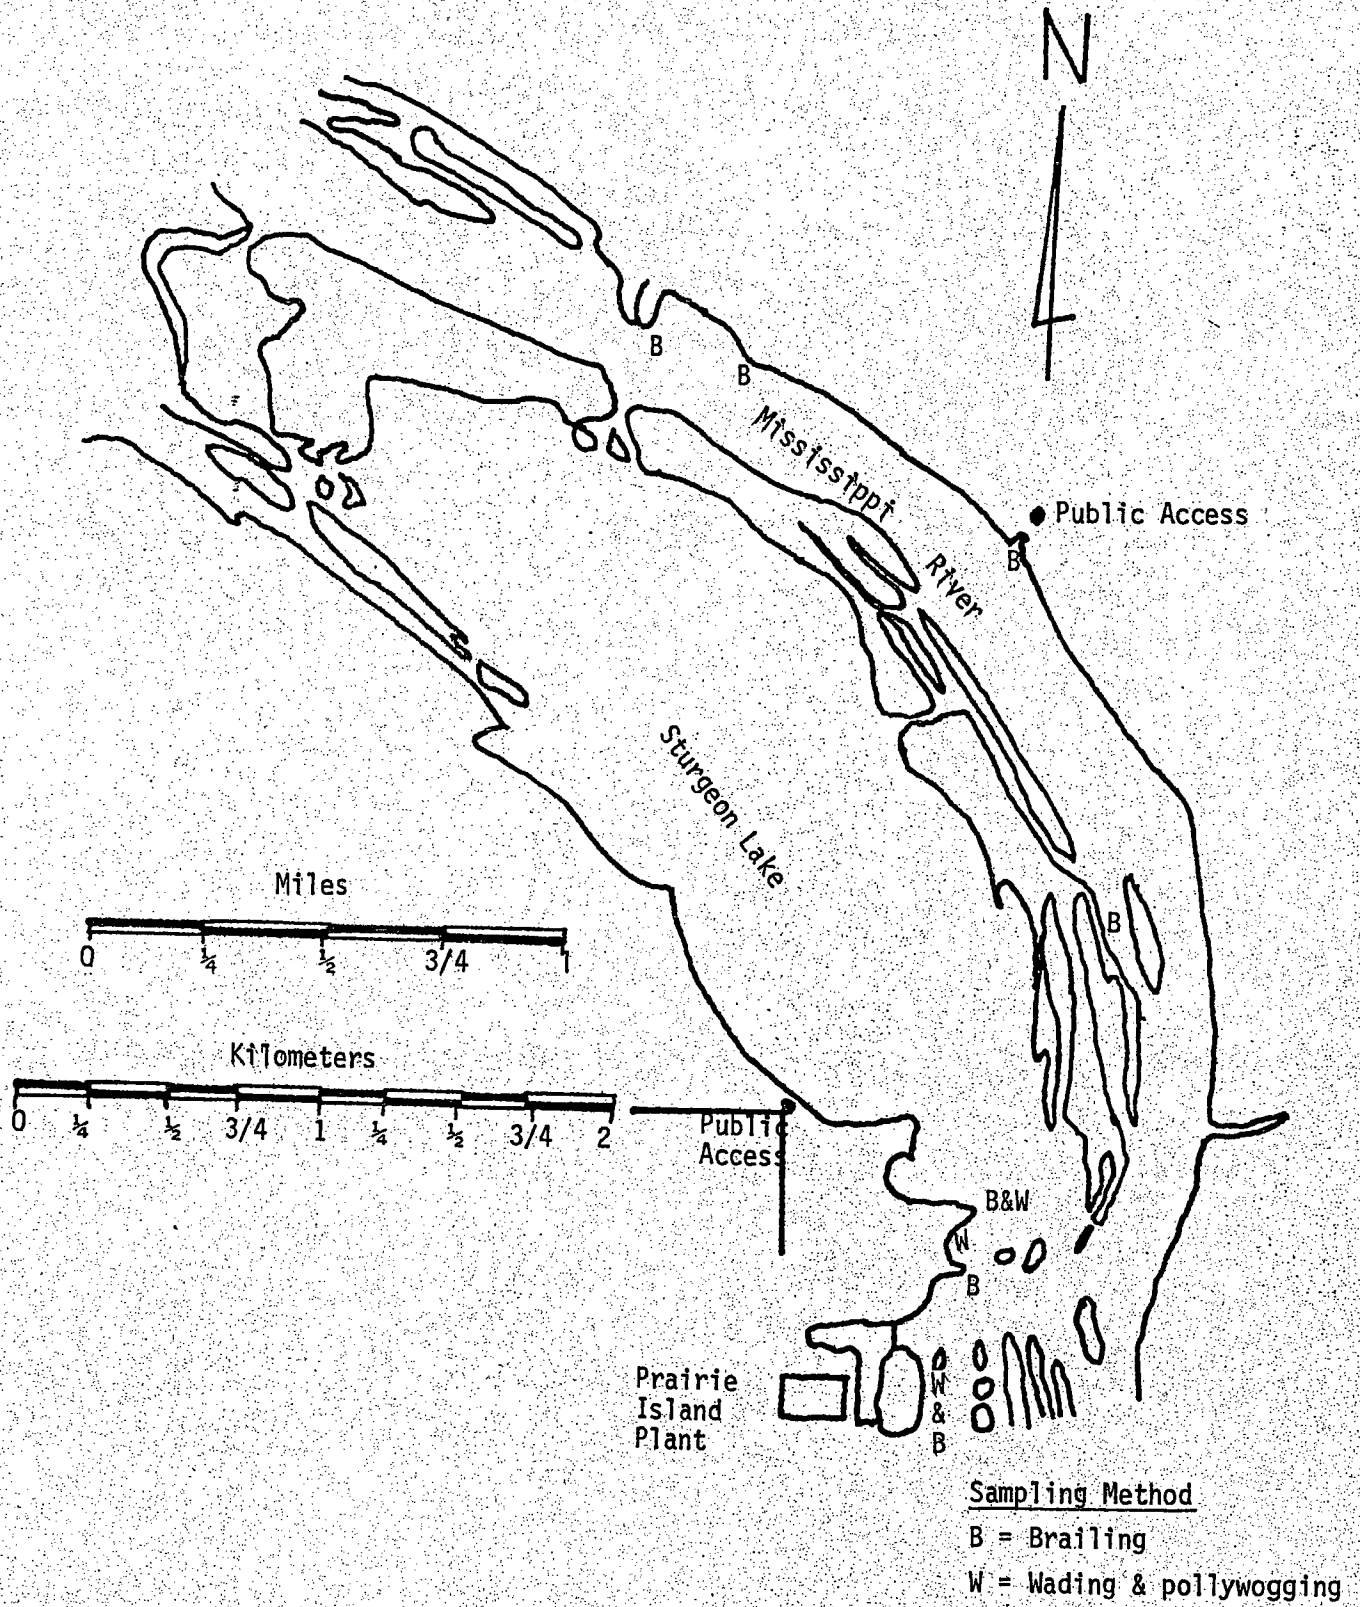 N
B
B
Mississippi
River
Public Access
B
Sturgeon Lake
Miles
0 ¼ ½ 3/4 1
B
Kilometers
0 ¼ ½ 3/4 1 ¼ ½ 3/4 2
Public
Access
B&W
W
B
Prairie
Island
Plant
W
&
B
Sampling Method
B = Brailing
W = Wading & pollywogging